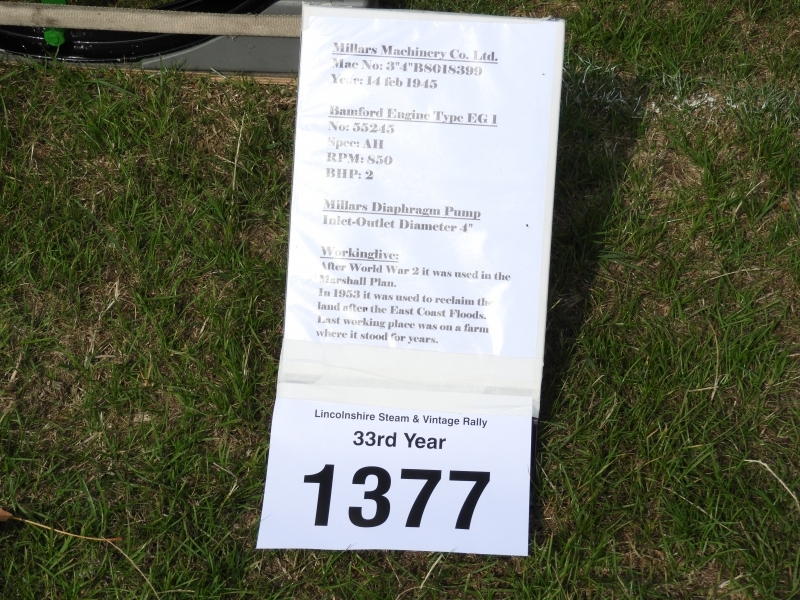 Millars Machinery Co. Ltd.
Mac No: 3"4"BS018399
Year: 14 feb 1945
Bamford Engine Type EG 1
No: 55245
Spec: AH
RPM: 850
BHP: 2
Millars Diaphragm Pump
Inlet-Outlet Diameter 4"
Workinglive:
After World War 2 it was used in the
Marshall Plan.
In 1953 it was used to reclaim the
land after the East Coast Floods.
Last working place was on a farm
where it stood for years.
Lincolnshire Steam & Vintage Rally
33rd Year
1377